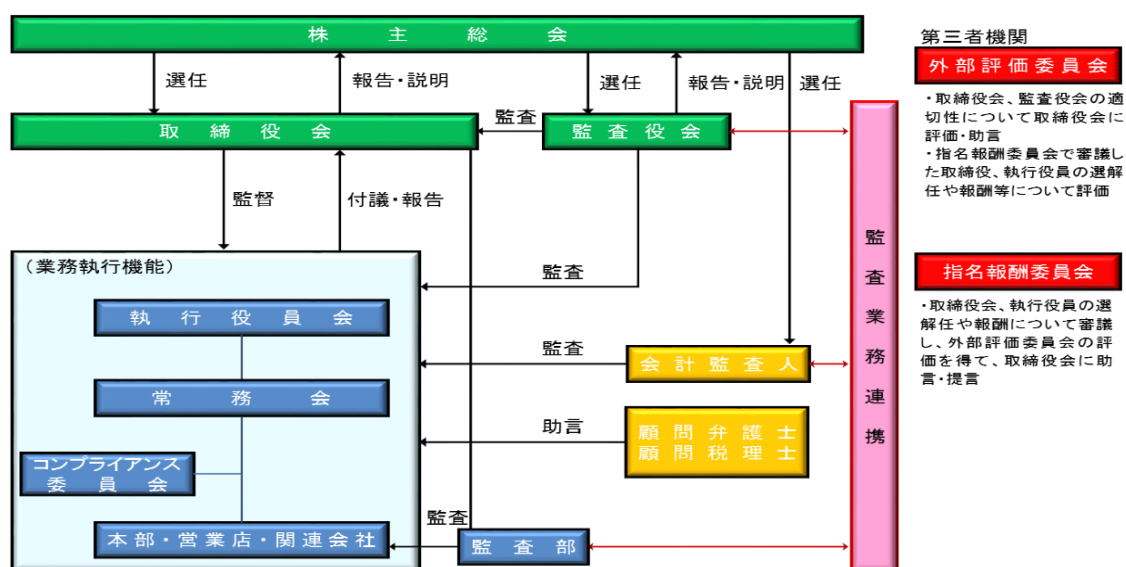 株主総会
第三者機関
外部評価委員会
選任
報告・説明
選任
報告・説明
選任
・取締役会、監査役会の適
切性について取締役会に
評価・助言
・指名報酬委員会で審議し
た取締役、執行役員の選解
任や報酬等について評価
取締役会
監査
監査役会
監督
付議・報告
監査業務連携
(業務執行機能)
監査
指名報酬委員会
・取締役会、執行役員の選
解任や報酬について審議
し、外部評価委員会の評
価を得て、取締役会に助
言・提言
執行役員会
監査
会計監査人
常務会
助言
顧問弁護士
顧問税理士
コンプライアンス
委員会
監査
本部・営業店・関連会社
監査部